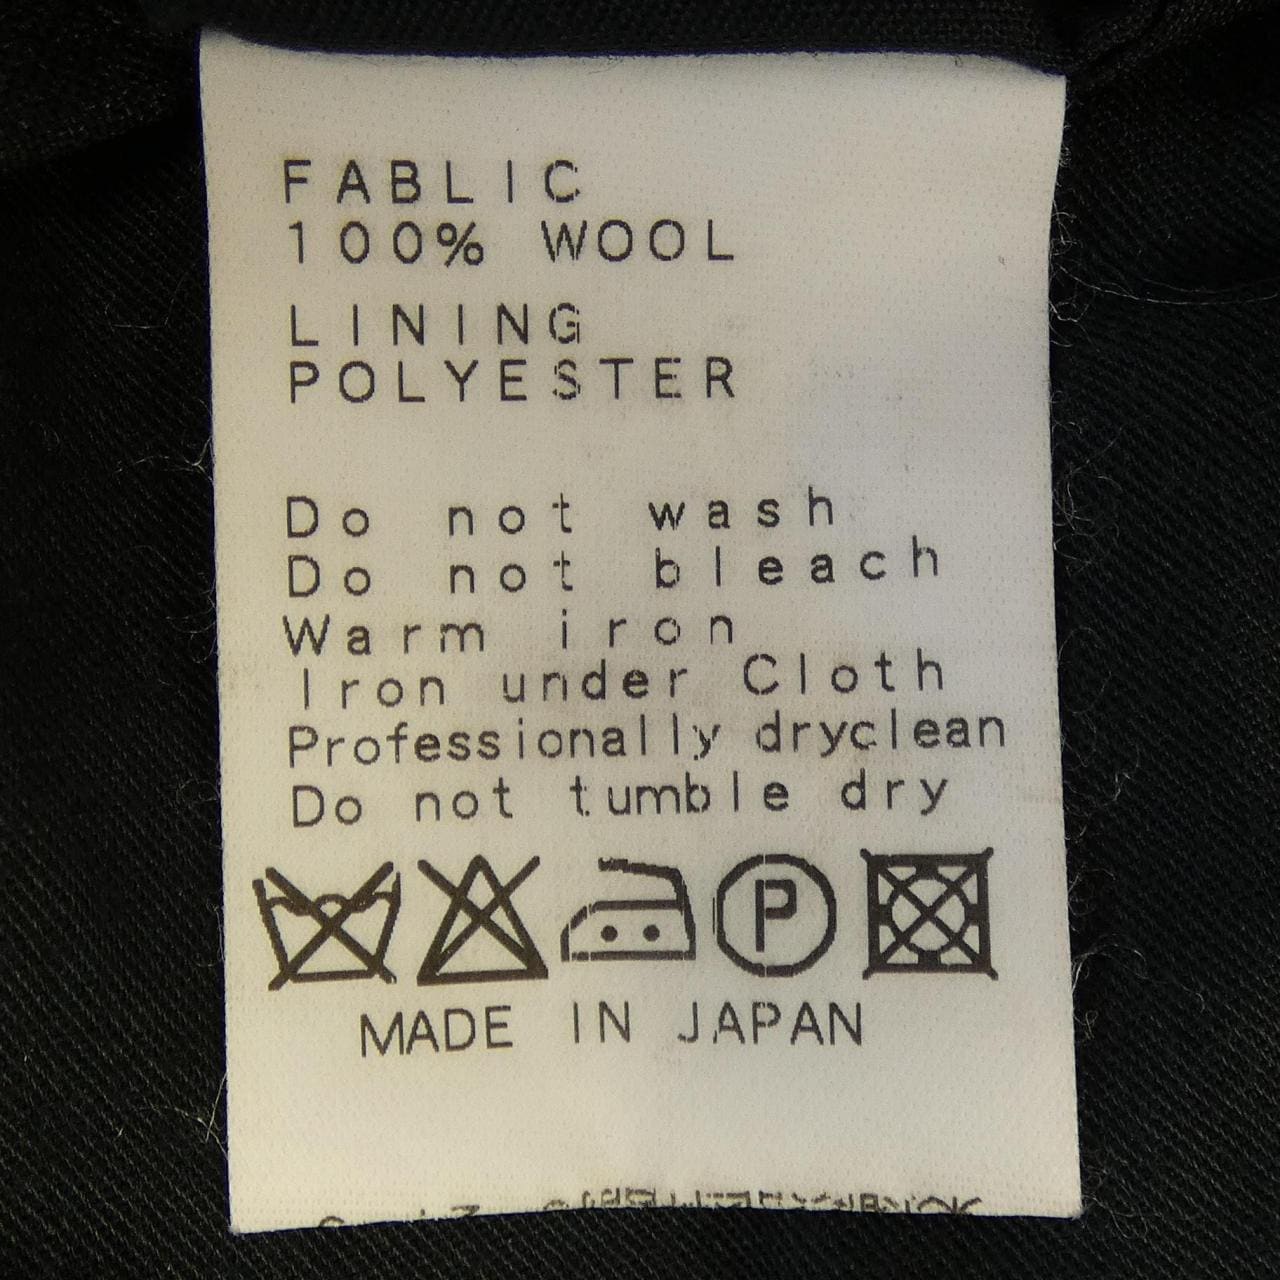 FABLIC
100% WOOL
LINING
POLYESTER
Do not wash
Do not bleach
Warm iron
Iron under Cloth
Professionally dryclean
Do not tumble dry
P
MADE IN JAPAN